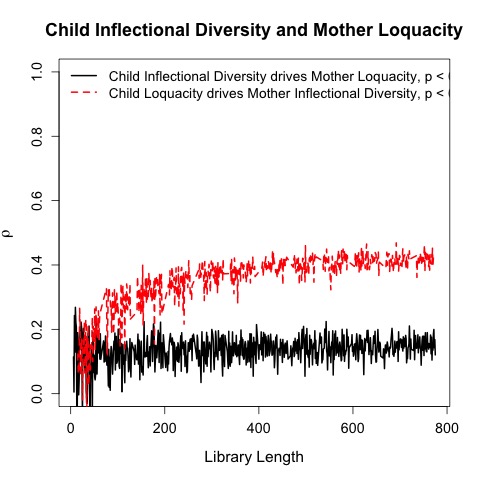 Child Inflectional Diversity and Mother Loquacity
Child Inflectional Diversity drives Mother Loquacity, p <
Child Loquacity drives Mother Inflectional Diversity, p <
1.0
0.8
0.6
0.4
0.2
0.0
ρ
0
200
400
600
800
Library Length